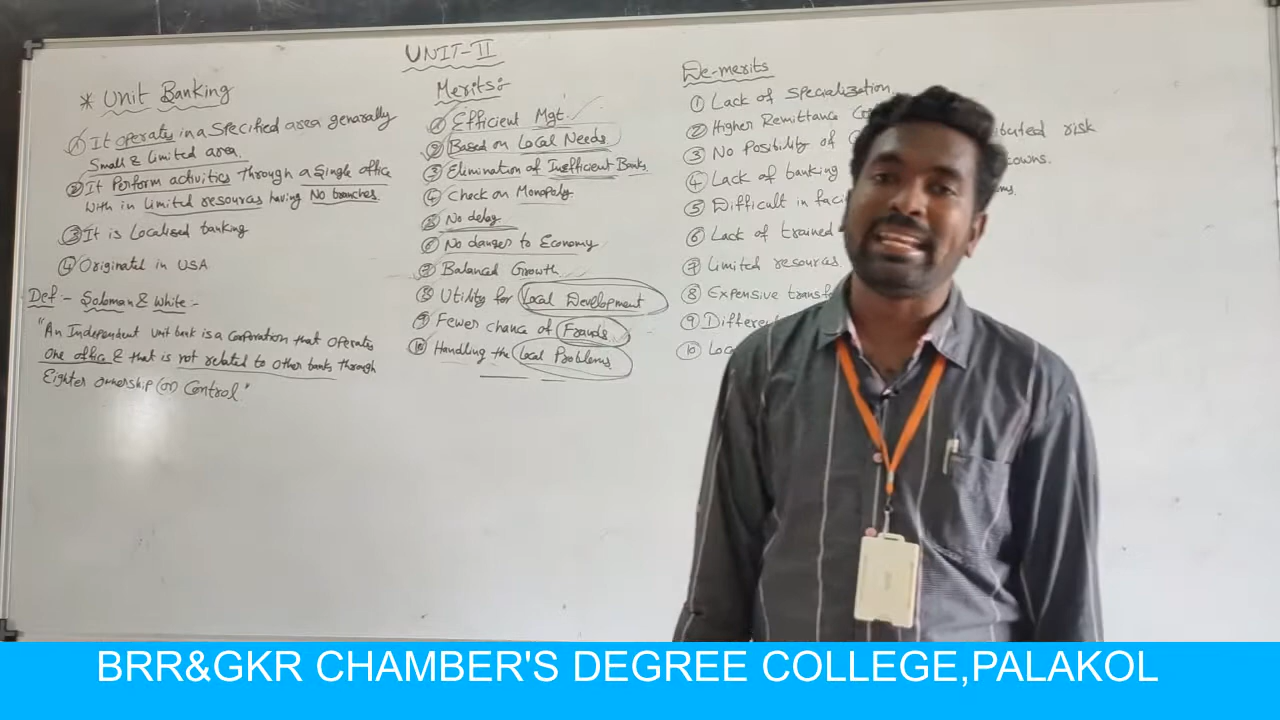 UNIT-II
* Unit Banking
① It operates in a specified area generally
Small & limited area.
② It Perform activities Through a single office
with in limited resources having No branches.
③ It is Localised banking
④ Originated in USA
Def:- Soloman & White:-
"An Independent Unit bank is a corporation that operates
one office & that is not related to other banks through
Eighter ownership (or) Control"
Merits:-
① Efficient Mgt.
② Based on Local Needs
③ Elimination of Inefficient Banks.
④ Check on Monopoly
⑤ No delay
⑥ No danger to Economy
⑦ Balanced Growth
⑧ Utility for Local Development
⑨ Fewer chance of Frauds
⑩ Handling the Local Problems
De-merits
① Lack of Specialization
② Higher Remittance
③ No Posibility of risk
④ Lack of banking
⑤ Difficult in
⑥ Lack of trained
⑦ Limited resources
⑧ Expensive
⑨
⑩
BRR&GKR CHAMBER'S DEGREE COLLEGE,PALAKOL